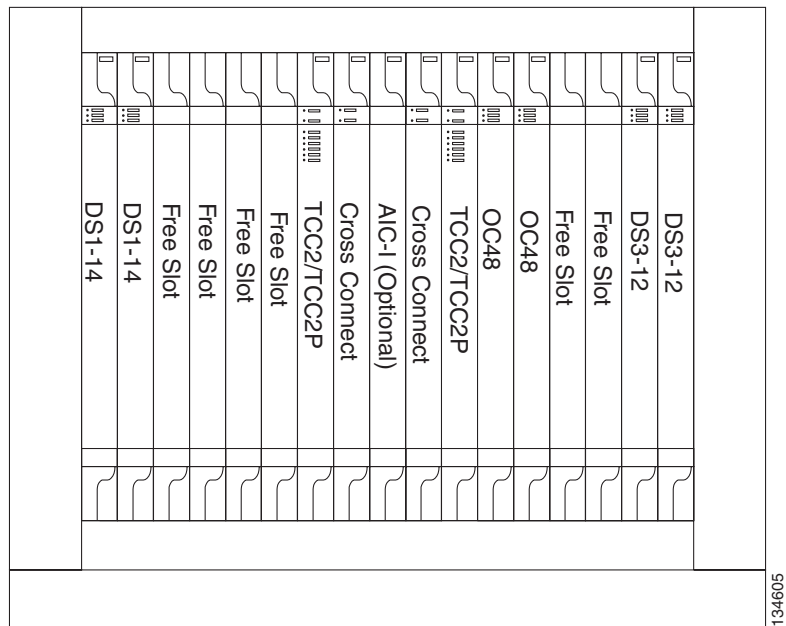 DS1-14
DS1-14
Free Slot
Free Slot
Free Slot
Free Slot
TCC2/TCC2P
Cross Connect
AIC-I (Optional)
Cross Connect
TCC2/TCC2P
OC48
OC48
Free Slot
Free Slot
DS3-12
DS3-12
134605